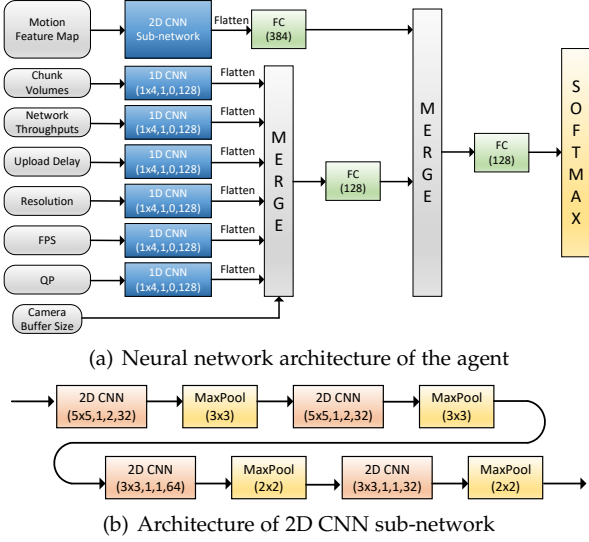 Motion
Feature Map
2D CNN
Sub-network
Flatten
FC
(384)
Chunk
Volumes
1D CNN
(1x4,1,0,128)
Flatten
Network
Throughputs
1D CNN
(1x4,1,0,128)
Flatten
Upload Delay
1D CNN
(1x4,1,0,128)
Flatten
Resolution
1D CNN
(1x4,1,0,128)
Flatten
FPS
1D CNN
(1x4,1,0,128)
Flatten
QP
1D CNN
(1x4,1,0,128)
Flatten
Camera
Buffer Size
MERGE
FC
(128)
MERGE
FC
(128)
SOFTMAX
(a) Neural network architecture of the agent
2D CNN
(5x5,1,2,32)
MaxPool
(3x3)
2D CNN
(5x5,1,2,32)
MaxPool
(3x3)
2D CNN
(3x3,1,1,64)
MaxPool
(2x2)
2D CNN
(3x3,1,1,32)
MaxPool
(2x2)
(b) Architecture of 2D CNN sub-network